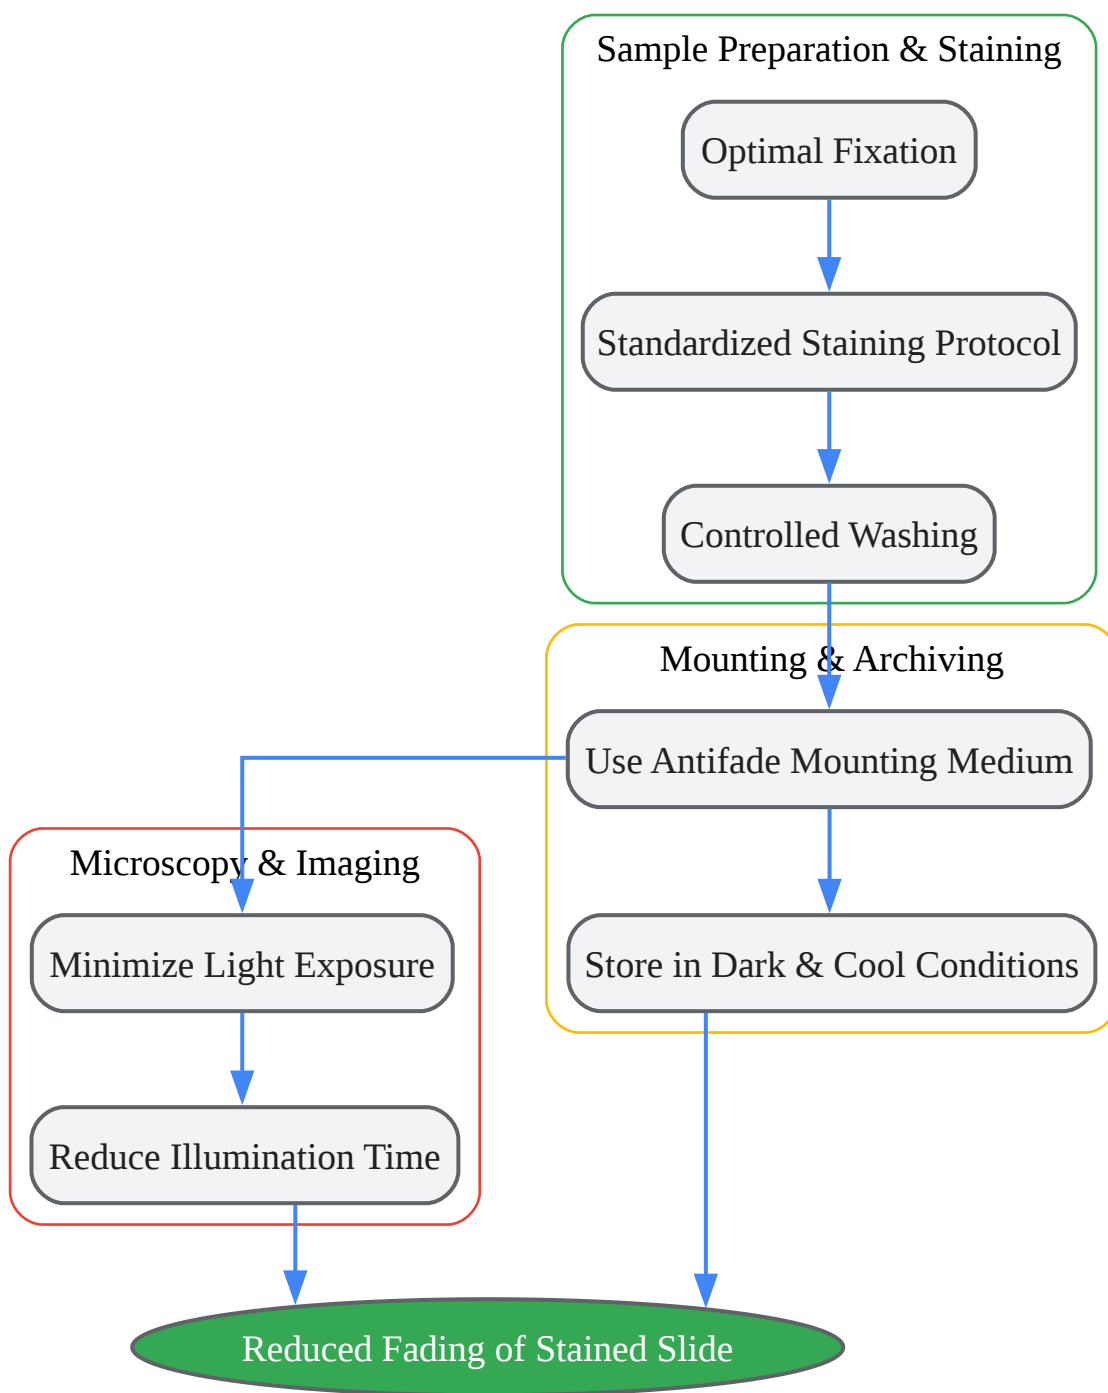 Sample Preparation & Staining
Optimal Fixation
Standardized Staining Protocol
Controlled Washing
Mounting & Archiving
Use Antifade Mounting Medium
Microscopy & Imaging
Minimize Light Exposure
Store in Dark & Cool Conditions
Reduce Illumination Time
Reduced Fading of Stained Slide